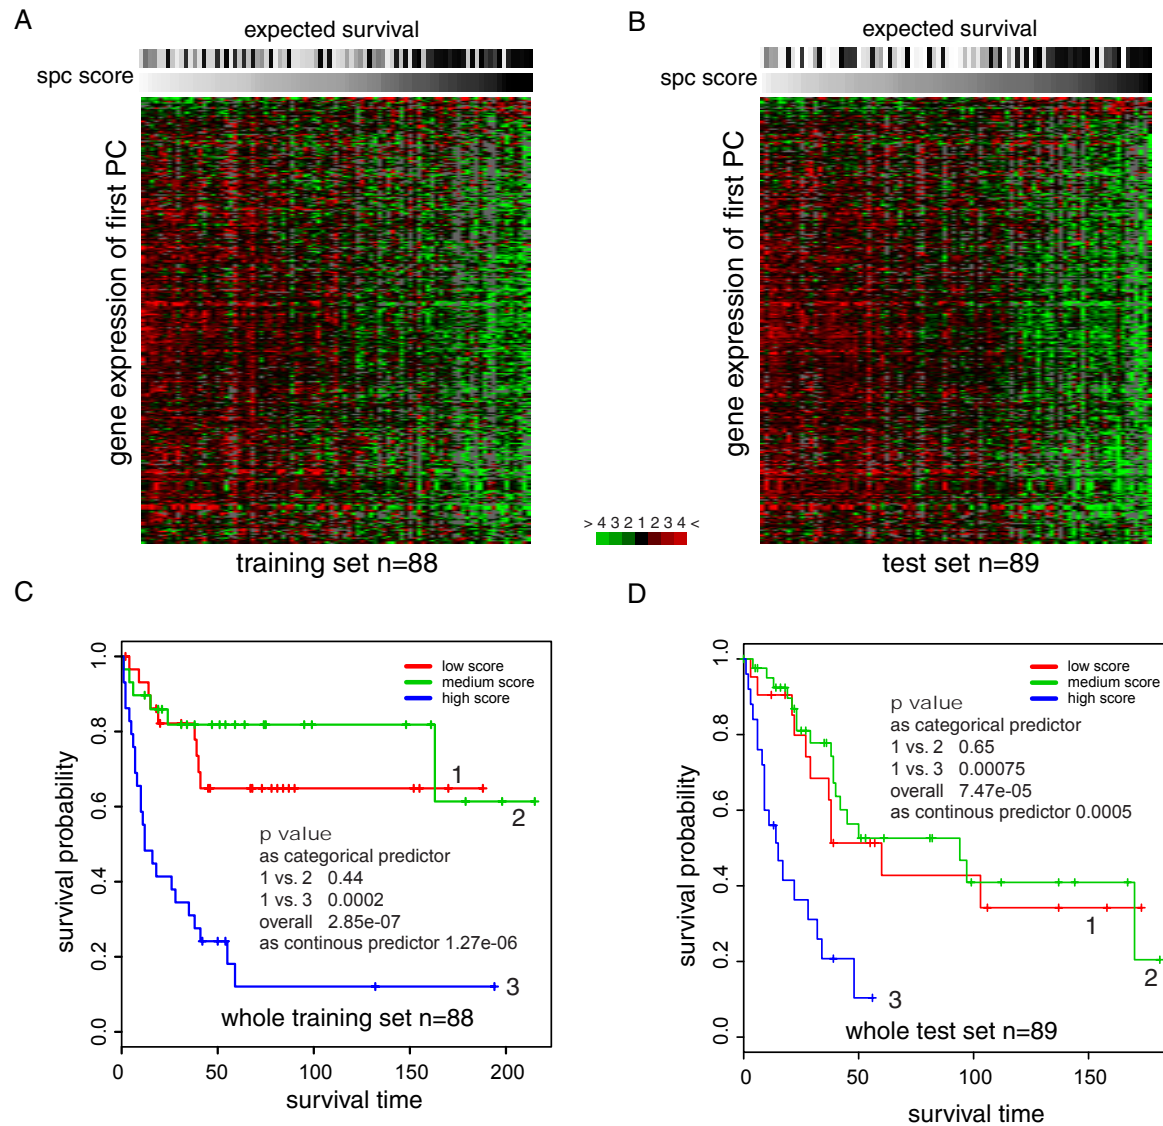 A
expected survival
spc score
gene expression of first PC
training set n=88
B
expected survival
spc score
gene expression of first PC
test set n=89
> 4 3 2 1 2 3 4 <
C
survival probability
1.0
0.8
0.6
0.4
0.2
0.0
low score
medium score
high score
1
2
p value
as categorical predictor
1 vs. 2 0.44
1 vs. 3 0.0002
overall 2.85e-07
as continous predictor 1.27e-06
3
whole training set n=88
0 50 100 150 200
survival time
D
survival probability
1.0
0.8
0.6
0.4
0.2
0.0
low score
medium score
high score
p value
as categorical predictor
1 vs. 2 0.65
1 vs. 3 0.00075
overall 7.47e-05
as continous predictor 0.0005
1
2
3
whole test set n=89
0 50 100 150
survival time